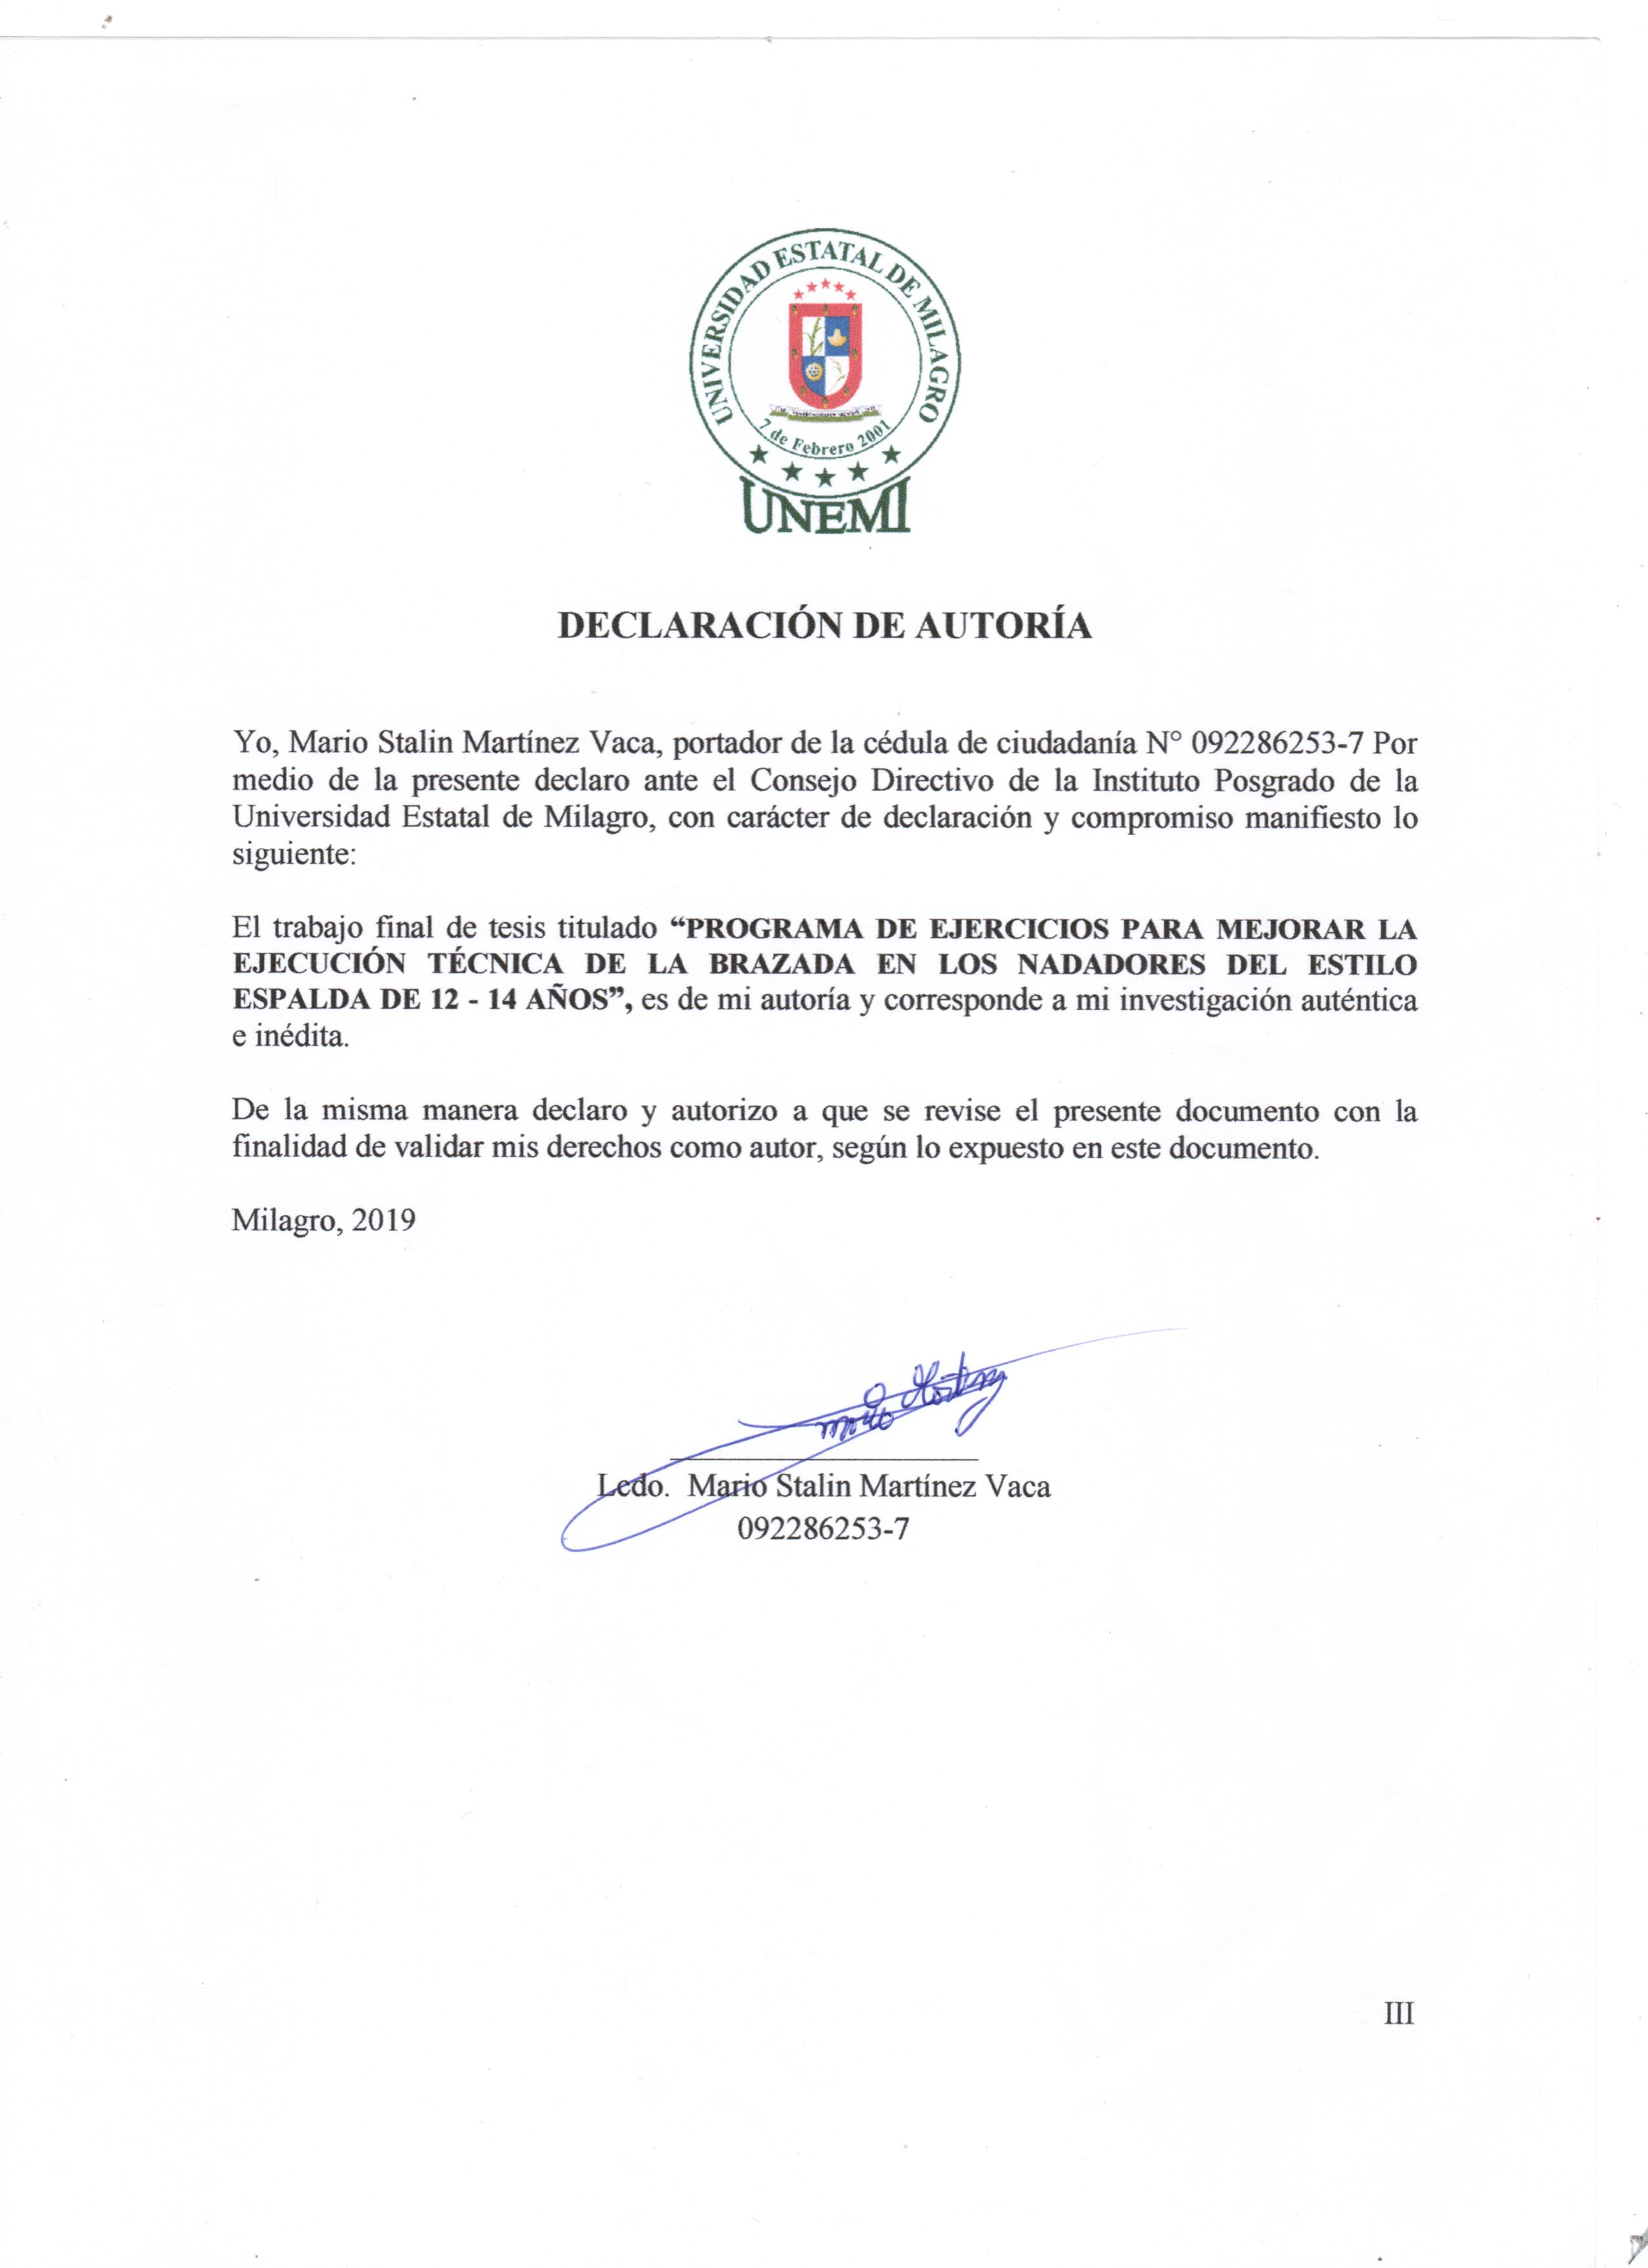 UNIVERSIDAD ESTATAL DE MILAGRO
7 de Febrero 2001
UNEMI
DECLARACIÓN DE AUTORÍA
Yo, Mario Stalin Martínez Vaca, portador de la cédula de ciudadanía N° 092286253-7 Por
medio de la presente declaro ante el Consejo Directivo de la Instituto Posgrado de la
Universidad Estatal de Milagro, con carácter de declaración y compromiso manifiesto lo
siguiente:
El trabajo final de tesis titulado “PROGRAMA DE EJERCICIOS PARA MEJORAR LA
EJECUCIÓN TÉCNICA DE LA BRAZADA EN LOS NADADORES DEL ESTILO
ESPALDA DE 12 - 14 AÑOS”, es de mi autoría y corresponde a mi investigación auténtica
e inédita.
De la misma manera declaro y autorizo a que se revise el presente documento con la
finalidad de validar mis derechos como autor, según lo expuesto en este documento.
Milagro, 2019
Lcdo. Mario Stalin Martínez Vaca
092286253-7
III